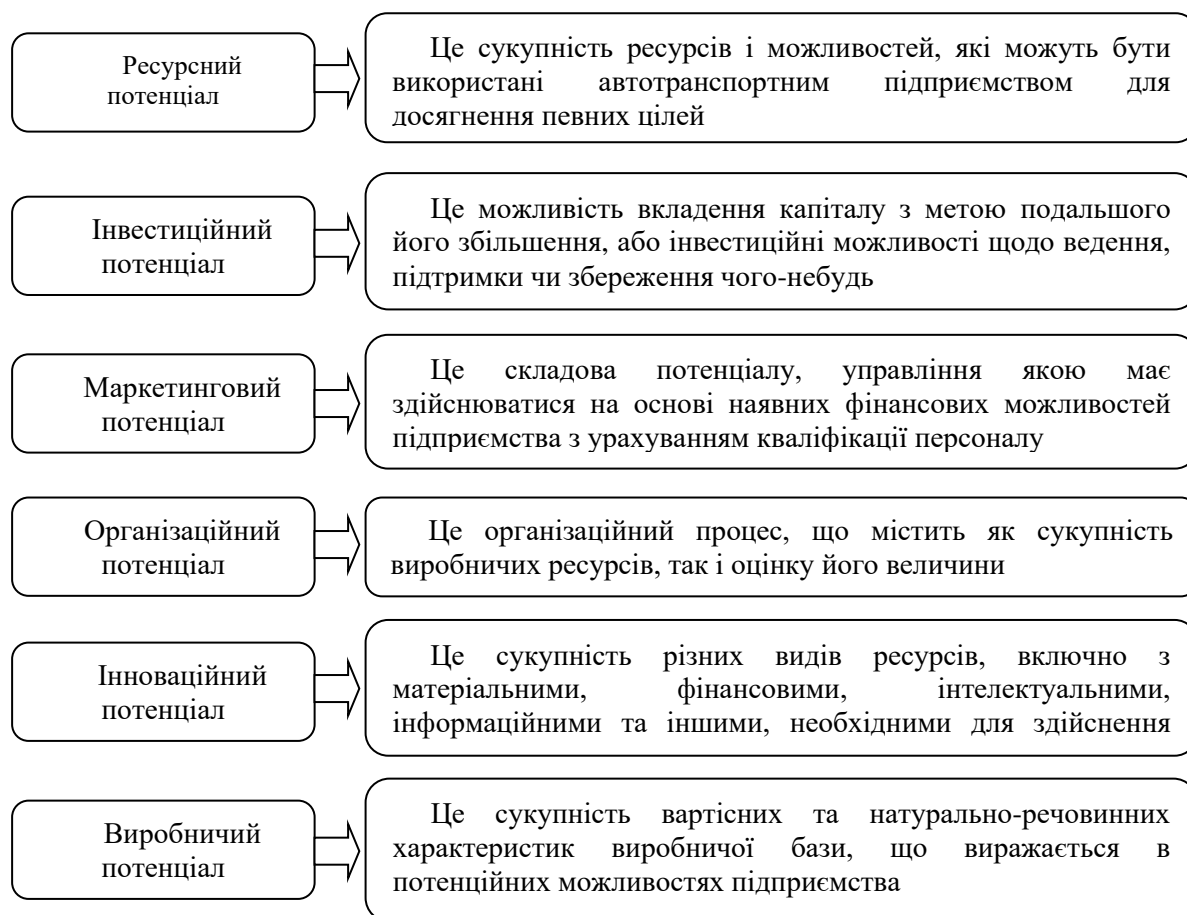 Ресурсний
потенціал
Це сукупність ресурсів і можливостей, які можуть бути
використані автотранспортним підприємством для
досягнення певних цілей
Інвестиційний
потенціал
Це можливість вкладення капіталу з метою подальшого
його збільшення, або інвестиційні можливості щодо ведення,
підтримки чи збереження чого-небудь
Маркетинговий
потенціал
Це складова потенціалу, управління якою має
здійснюватися на основі наявних фінансових можливостей
підприємства з урахуванням кваліфікації персоналу
Організаційний
потенціал
Це організаційний процес, що містить як сукупність
виробничих ресурсів, так і оцінку його величини
Інноваційний
потенціал
Це сукупність різних видів ресурсів, включно з
матеріальними, фінансовими, інтелектуальними,
інформаційними та іншими, необхідними для здійснення
Виробничий
потенціал
Це сукупність вартісних та натурально-речовинних
характеристик виробничої бази, що виражається в
потенційних можливостях підприємства